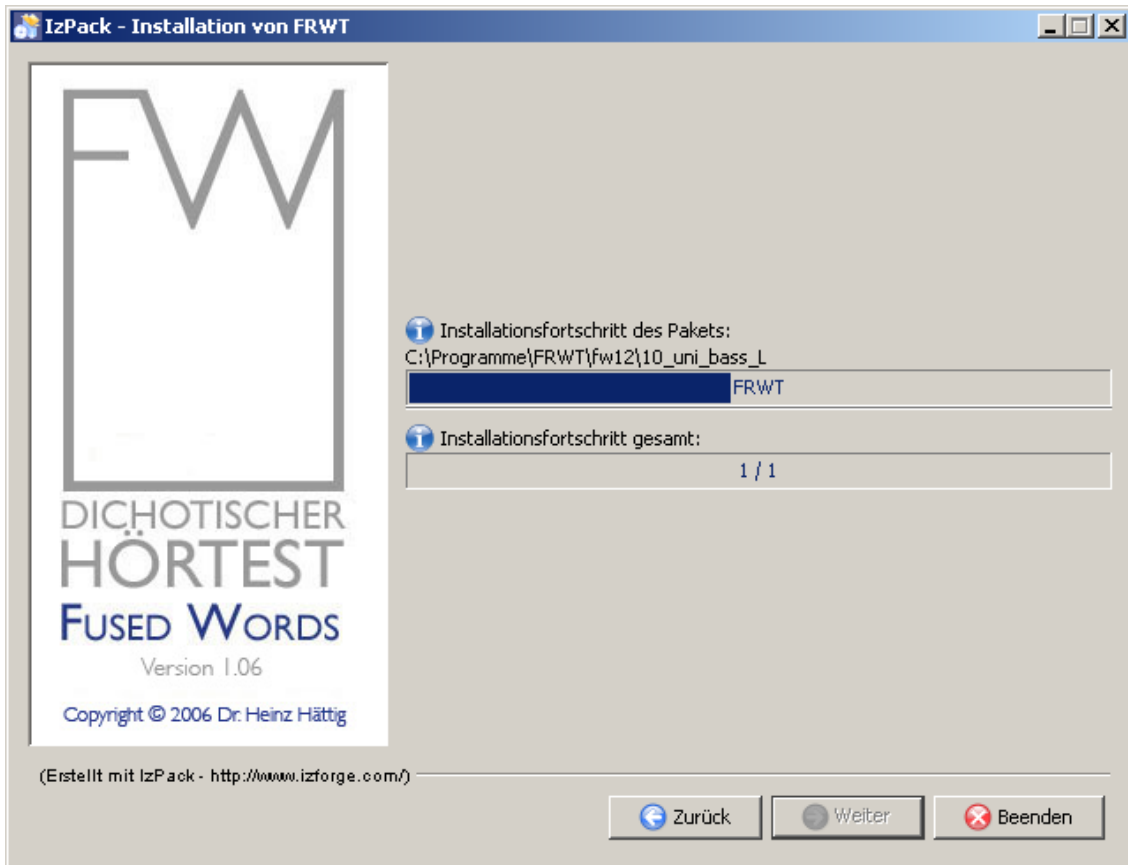 IzPack - Installation von FRWT
FW
DICHOTISCHER
HÖRTEST
FUSED WORDS
Version 1.06
Copyright © 2006 Dr. Heinz Hättig
Installationsfortschritt des Pakets:
C:\Programme\FRWT\fw12\10_uni_bass_L
FRWT
Installationsfortschritt gesamt:
1 / 1
(Erstellt mit IzPack - http://www.izforge.com/)
Zurück
Weiter
Beenden